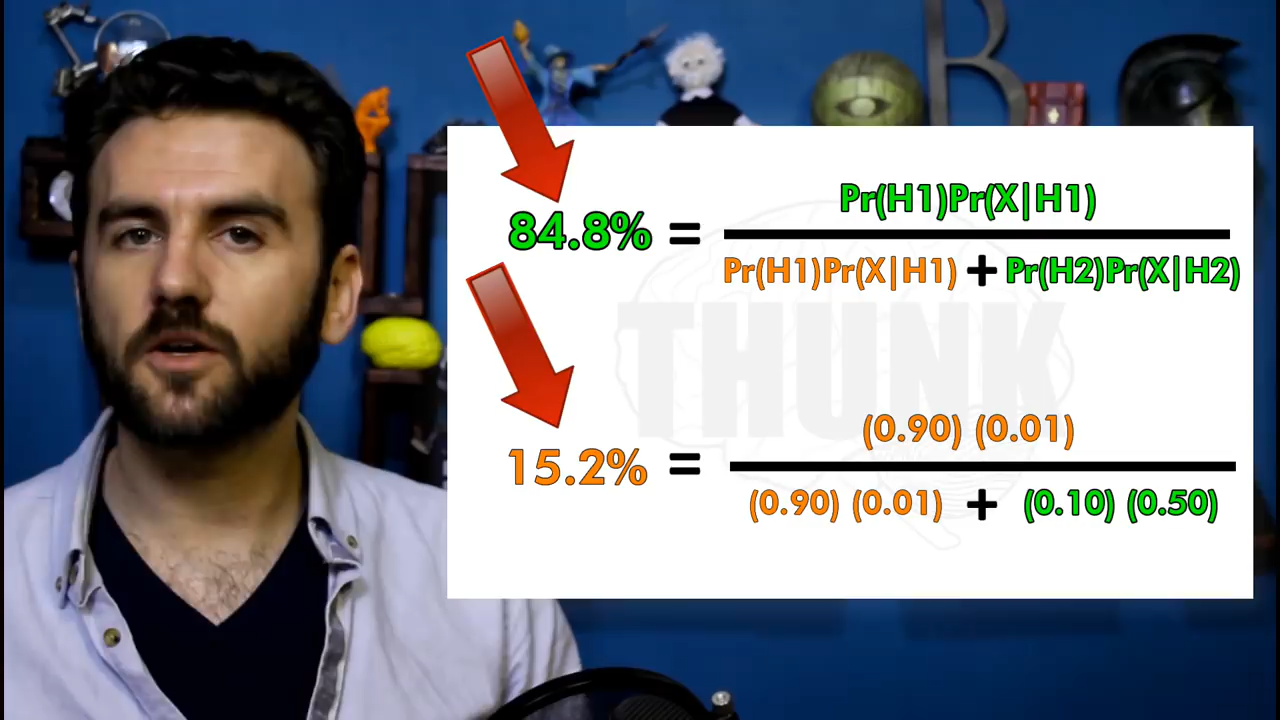 B
84.8% = Pr(H1)Pr(X|H1)
Pr(H1)Pr(X|H1) + Pr(H2)Pr(X|H2)
THUNK
15.2% = (0.90) (0.01)
(0.90) (0.01) + (0.10) (0.50)